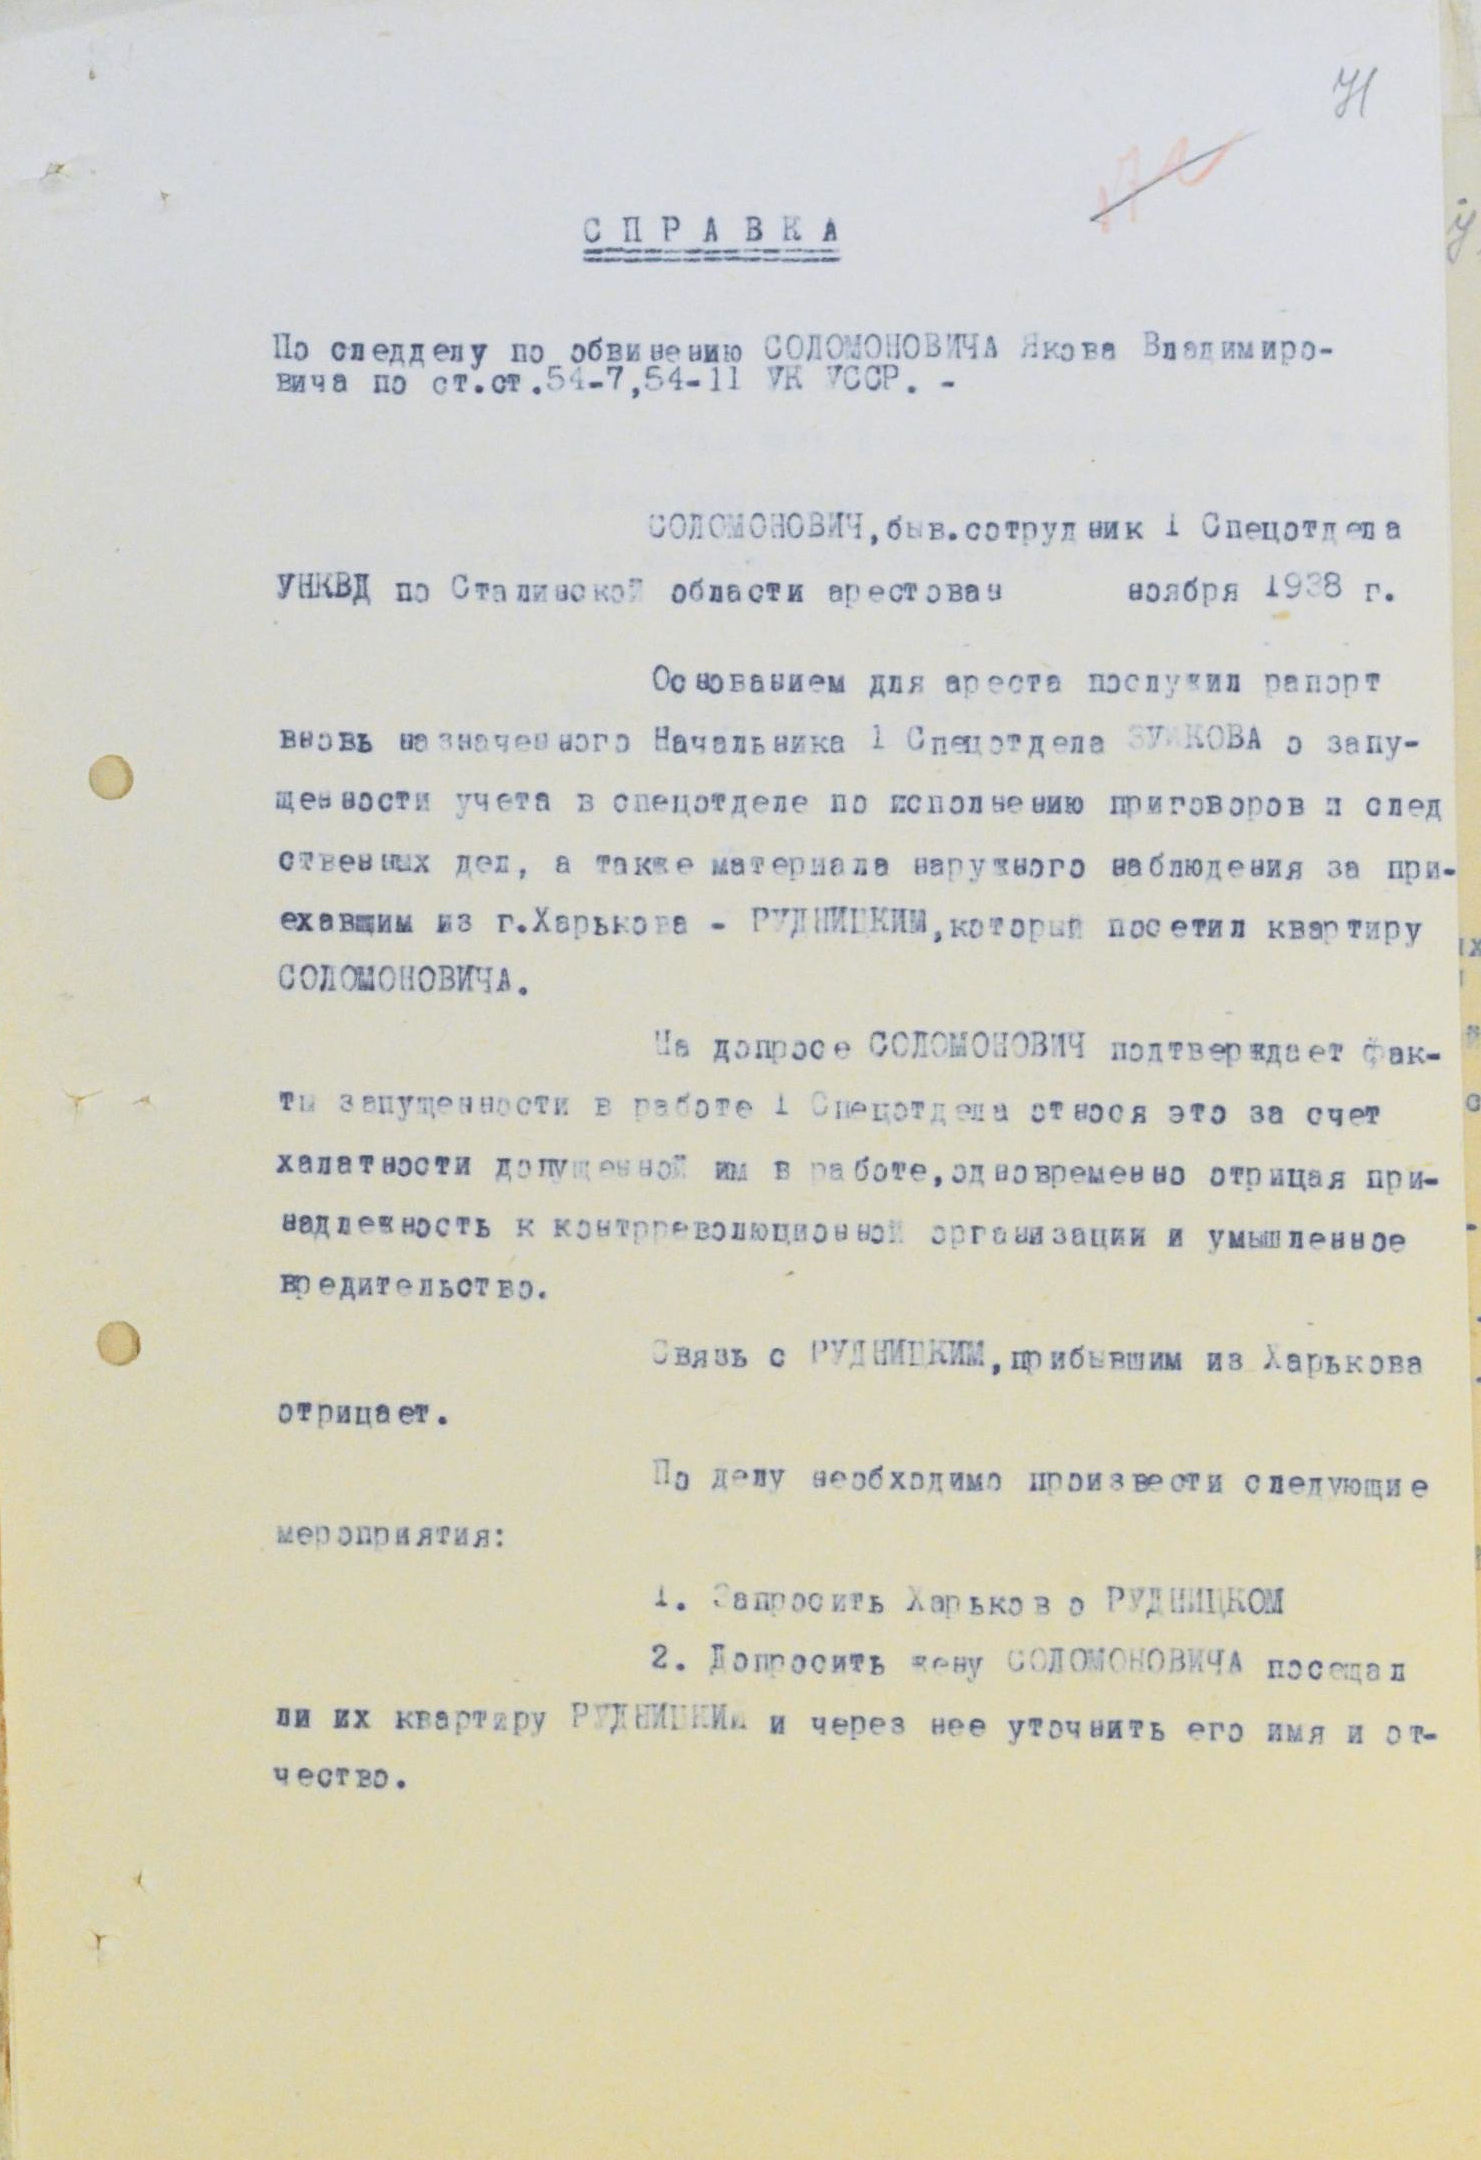 71
С П Р А В К А
По следделу по обвинению СОЛОМОНОВИЧА Якова Владимиро-
вича по ст.ст.54-7,54-11 УК УССР. -
СОЛОМОНОВИЧ,быв.сотрудник 1 Спецотдела
УНКВД по Сталинской области арестован ноября 1938 г.
Основанием для ареста послужил рапорт
вновь назначенного Начальника 1 Спецотдела о запу-
щенности учета в спецотделе по исполнению приговоров и след
ственных дел, а также материала наружного наблюдения за при-
ехавшим из г.Харькова - РУДНИЦКИМ,который посетил квартиру
СОЛОМОНОВИЧА.
На допросе СОЛОМОНОВИЧ подтверждает фак-
ты запущенности в работе 1 Спецотдела относя это за счет
халатности допущенной им в работе,одновременно отрицая при-
надлежность к контрреволюционной организации и умышленное
вредительство.
Связь с РУДНИЦКИМ,прибывшим из Харькова
отрицает.
По делу необходимо произвести следующие
мероприятия:
1. Запросить Харьков о РУДНИЦКОМ
2. Допросить жену СОЛОМОНОВИЧА посещал
ли их квартиру РУДНИЦКИЙ и через нее уточнить его имя и от-
чество.